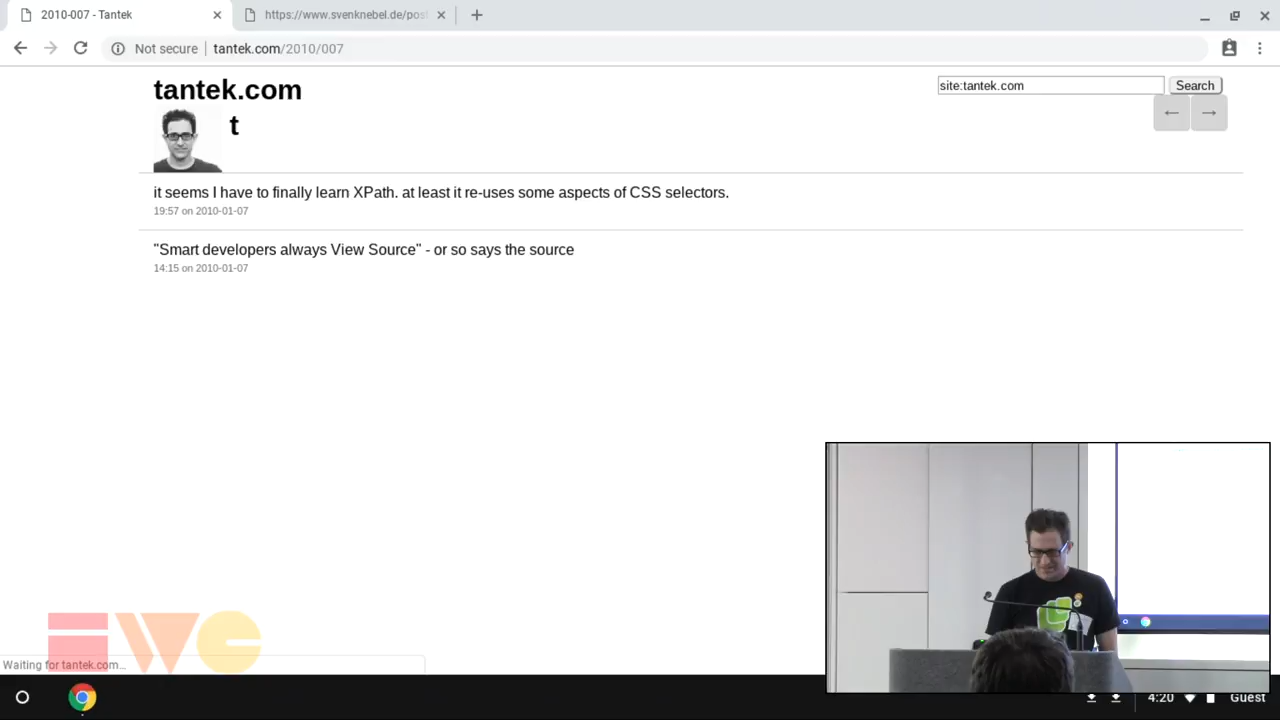 2010-007 - Tantek
https://www.svenknebel.de/pos
Not secure
tantek.com/2010/007
tantek.com
site:tantek.com
Search
t
← →
it seems I have to finally learn XPath. at least it re-uses some aspects of CSS selectors.
19:57 on 2010-01-07
"Smart developers always View Source" - or so says the source
14:15 on 2010-01-07
iwc
Waiting for tantek.com...
4:20
Guest